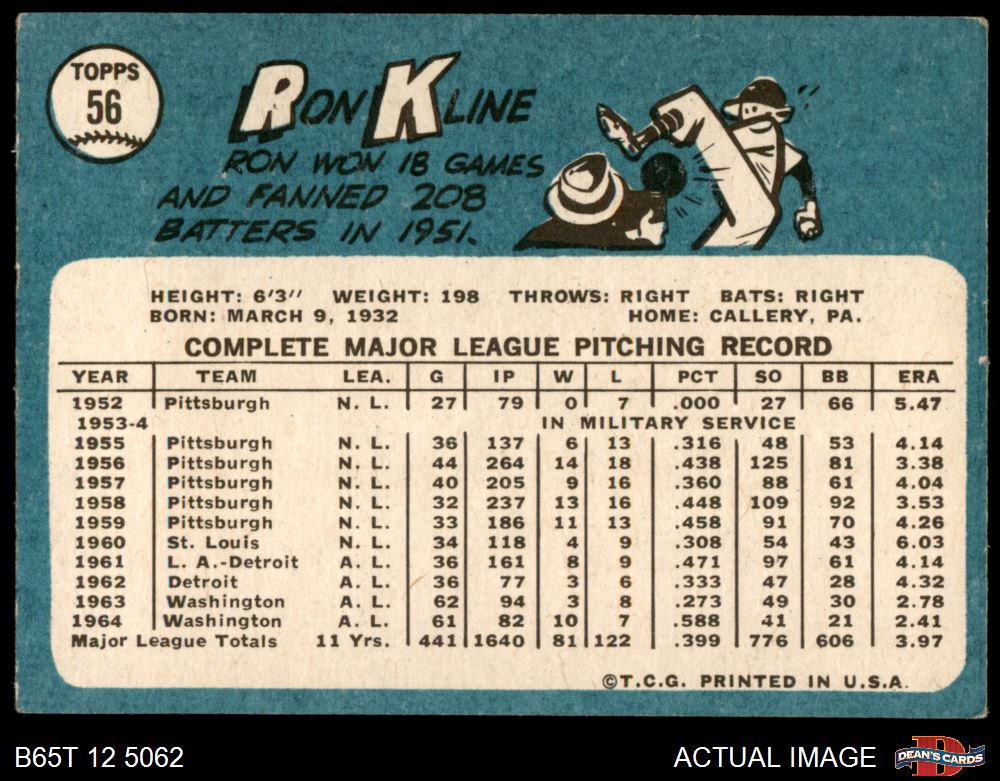 TOPPS
56
RON KLINE
RON WON 18 GAMES
AND FANNED 208
BATTERS IN 1951.
HEIGHT: 6'3" WEIGHT: 198 THROWS: RIGHT BATS: RIGHT
BORN: MARCH 9, 1932 HOME: CALLERY, PA.
COMPLETE MAJOR LEAGUE PITCHING RECORD
YEAR TEAM LEA. G IP W L PCT SO BB ERA
1952 Pittsburgh N. L. 27 79 0 7 .000 27 66 5.47
1953-4 IN MILITARY SERVICE
1955 Pittsburgh N. L. 36 137 6 13 .316 48 53 4.14
1956 Pittsburgh N. L. 44 264 14 18 .438 125 81 3.38
1957 Pittsburgh N. L. 40 205 9 16 .360 88 61 4.04
1958 Pittsburgh N. L. 32 237 13 16 .448 109 92 3.53
1959 Pittsburgh N. L. 33 186 11 13 .458 91 70 4.26
1960 St. Louis N. L. 34 118 4 9 .308 54 43 6.03
1961 L. A.-Detroit A. L. 36 161 8 9 .471 97 61 4.14
1962 Detroit A. L. 36 77 3 6 .333 47 28 4.32
1963 Washington A. L. 62 94 3 8 .273 49 30 2.78
1964 Washington A. L. 61 82 10 7 .588 41 21 2.41
Major League Totals 11 Yrs. 441 1640 81 122 .399 776 606 3.97
©T.C.G. PRINTED IN U.S.A.
B65T 12 5062 ACTUAL IMAGE
DEAN'S CARDS